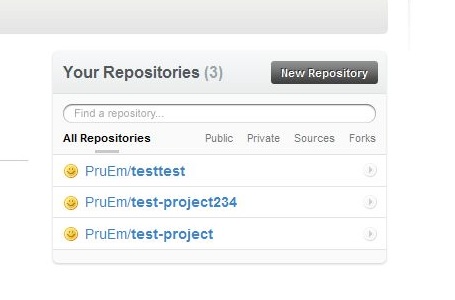 Your Repositories (3) New Repository
Find a repository...
All Repositories Public Private Sources Forks
PruEm/testtest
PruEm/test-project234
PruEm/test-project